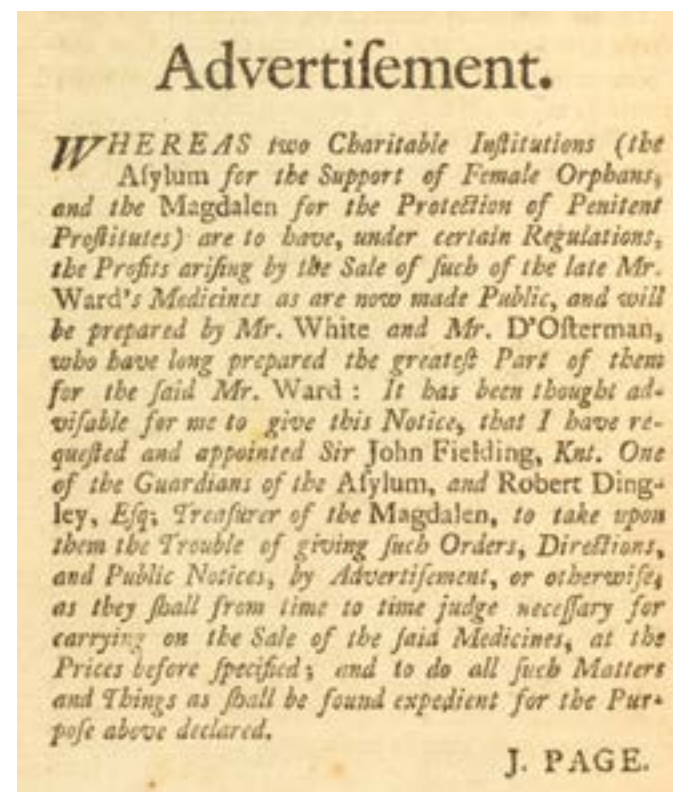 Advertiſement.
WHEREAS two Charitable Inſtitutions (the
Aſylum for the Support of Female Orphans,
and the Magdalen for the Protection of Penitent
Proſtitutes) are to have, under certain Regulations,
the Profits ariſing by the Sale of ſuch of the late Mr.
Ward's Medicines as are now made Public, and will
be prepared by Mr. White and Mr. D'Oſterman,
who have long prepared the greateſt Part of them
for the ſaid Mr. Ward : It has been thought ad-
viſable for me to give this Notice, that I have re-
queſted and appointed Sir John Fielding, Knt. One
of the Guardians of the Aſylum, and Robert Ding-
ley, Eſq; Treaſurer of the Magdalen, to take upon
them the Trouble of giving ſuch Orders, Directions,
and Public Notices, by Advertiſement, or otherwiſe,
as they ſhall from time to time judge neceſſary for
carrying on the Sale of the ſaid Medicines, at the
Prices before ſpecified; and to do all ſuch Matters
and Things as ſhall be found expedient for the Pur-
poſe above declared.
J. PAGE.